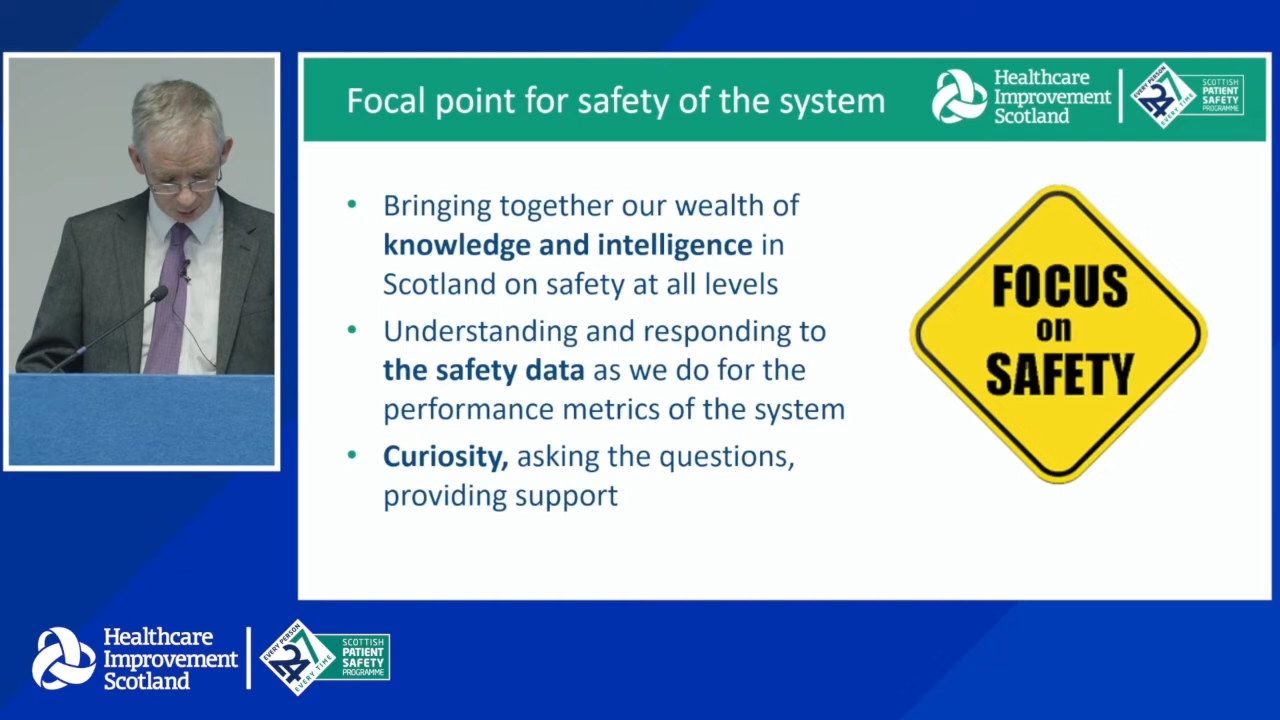 Focal point for safety of the system
Healthcare
Improvement
Scotland
EVERY PERSON
24
7
EVERY TIME
SCOTTISH
PATIENT
SAFETY
PROGRAMME
• Bringing together our wealth of
knowledge and intelligence in
Scotland on safety at all levels
• Understanding and responding to
the safety data as we do for the
performance metrics of the system
• Curiosity, asking the questions,
providing support
FOCUS
on
SAFETY
Healthcare
Improvement
Scotland
EVERY PERSON
24
7
EVERY TIME
SCOTTISH
PATIENT
SAFETY
PROGRAMME